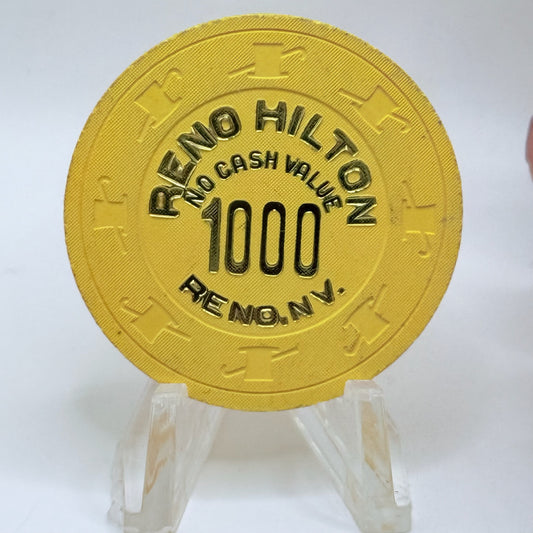 RENO HILTON
NO CASH VALUE
1000
RENO, NV.